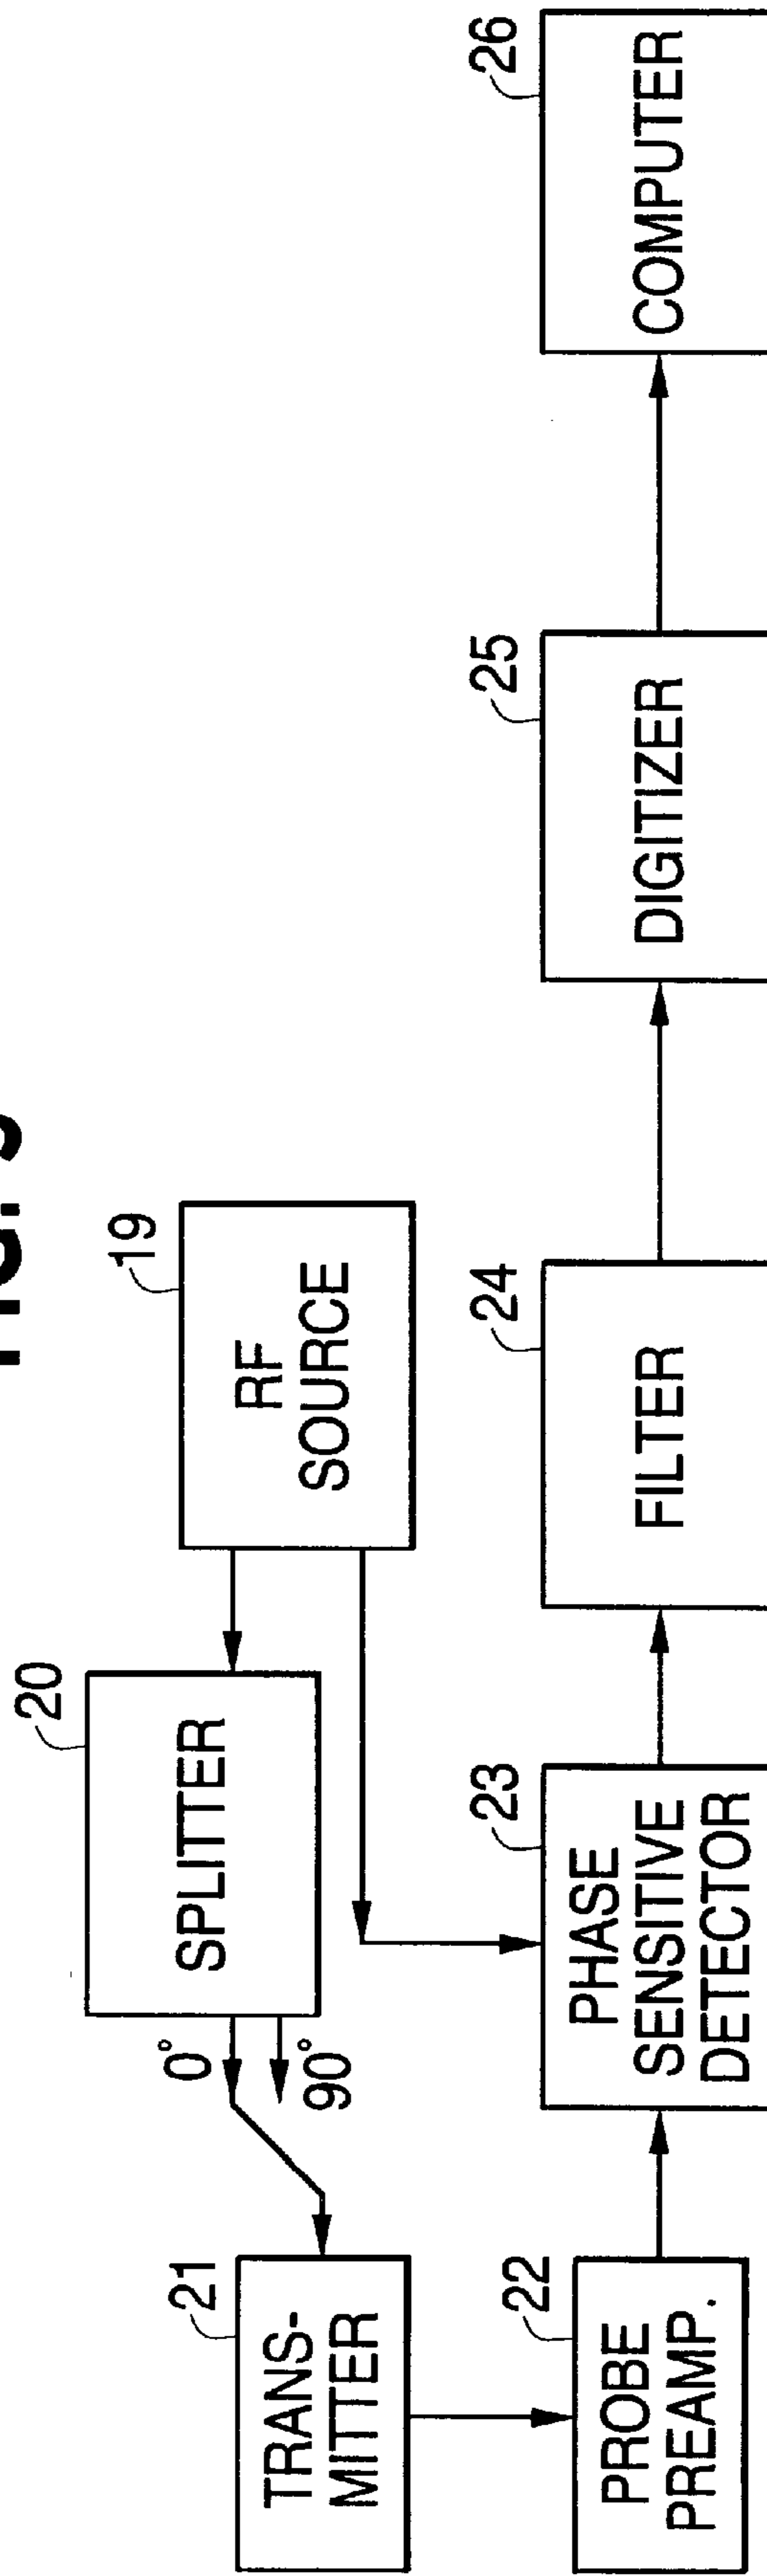 FIG.
20
SPLITTER
0°
90°
19
RF
SOURCE
21
TRANS-
MITTER
22
PROBE
PREAMP.
23
PHASE
SENSITIVE
DETECTOR
24
FILTER
25
DIGITIZER
26
COMPUTER